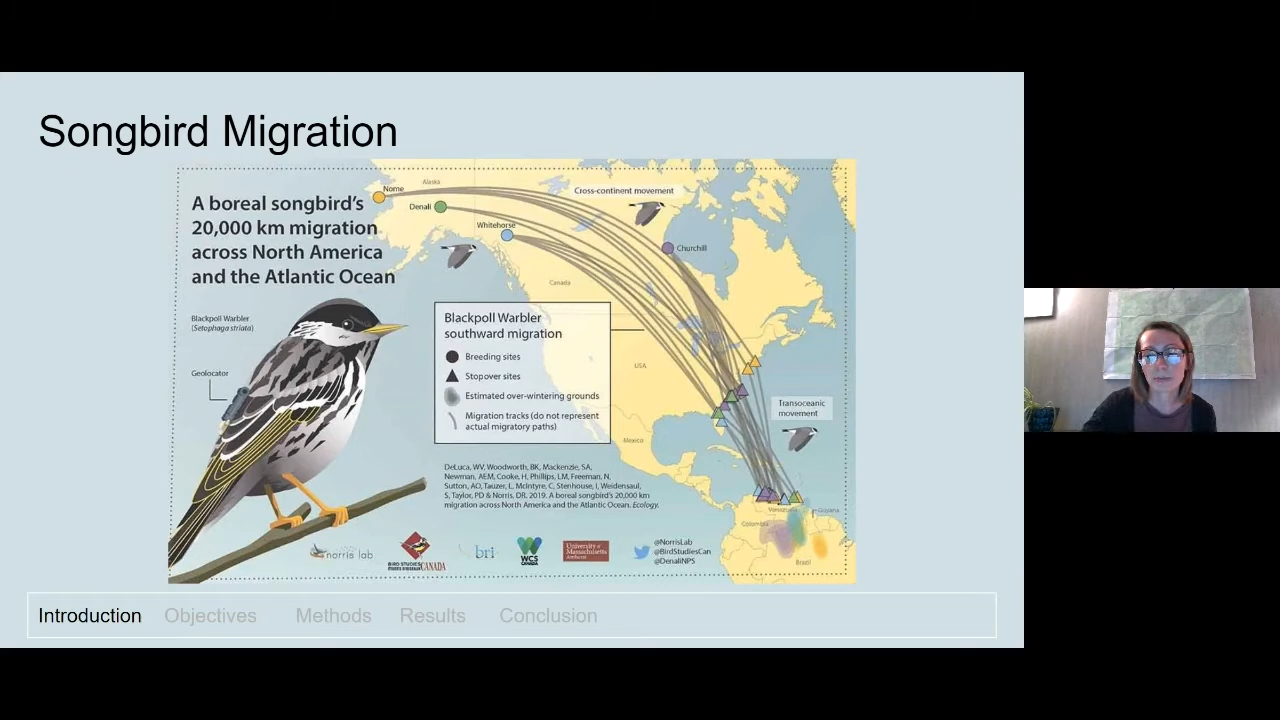 Songbird Migration
A boreal songbird's
20,000 km migration
across North America
and the Atlantic Ocean
Blackpoll Warbler
(Setophaga striata)
Geolocator
Nome
Alaska
Denali
Whitehorse
Cross-continent movement
Churchill
Canada
USA
Mexico
Blackpoll Warbler
southward migration
Breeding sites
Stopover sites
Estimated over-wintering grounds
Migration tracks (do not represent
actual migratory paths)
Transoceanic
movement
Venezuela
Guyana
Colombia
Brazil
DeLuca, WV, Woodworth, BK, Mackenzie, SA,
Newman, AEM, Cooke, H, Phillips, LM, Freeman, N,
Sutton, AO, Tauzer, L, McIntyre, C, Stenhouse, I, Weidensaul,
S, Taylor, PD & Norris, DR. 2019. A boreal songbird's 20,000 km
migration across North America and the Atlantic Ocean. Ecology.
norris lab
BIRD STUDIES
CANADA
bri
WCS
CANADA
University of
Massachusetts
Amherst
@NorrisLab
@BirdStudiesCan
@DenaliNPS
Introduction Objectives Methods Results Conclusion